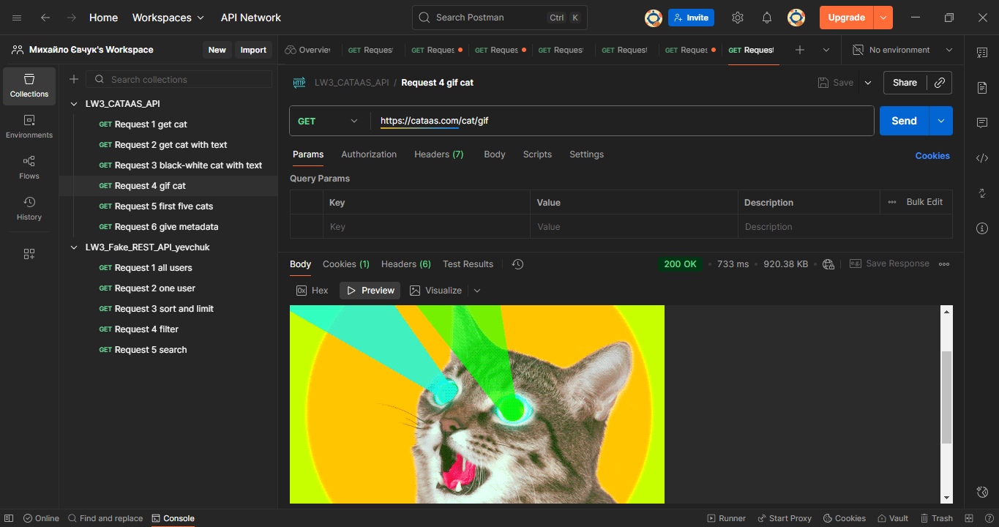 Home Workspaces API Network Search Postman Ctrl K Invite Upgrade
Михайло Євчук's Workspace New Import Overviev GET Reques GET Reques GET Reques GET Reques GET Request GET Reques GET Request No environment
Collections
Environments
Flows
History
Search collections
LW3_CATAAS_API
GET Request 1 get cat
GET Request 2 get cat with text
GET Request 3 black-white cat with text
GET Request 4 gif cat
GET Request 5 first five cats
GET Request 6 give metadata
LW3_Fake_REST_API_yevchuk
GET Request 1 all users
GET Request 2 one user
GET Request 3 sort and limit
GET Request 4 filter
GET Request 5 search
HTTP LW3_CATAAS_API / Request 4 gif cat Save Share
GET https://cataas.com/cat/gif Send
Params Authorization Headers (7) Body Scripts Settings Cookies
Query Params
Key Value Description Bulk Edit
Key Value Description
Body Cookies (1) Headers (6) Test Results 200 OK 733 ms 920.38 KB e.g. Save Response
0x Hex Preview Visualize
Online Find and replace Console Runner Start Proxy Cookies Vault Trash